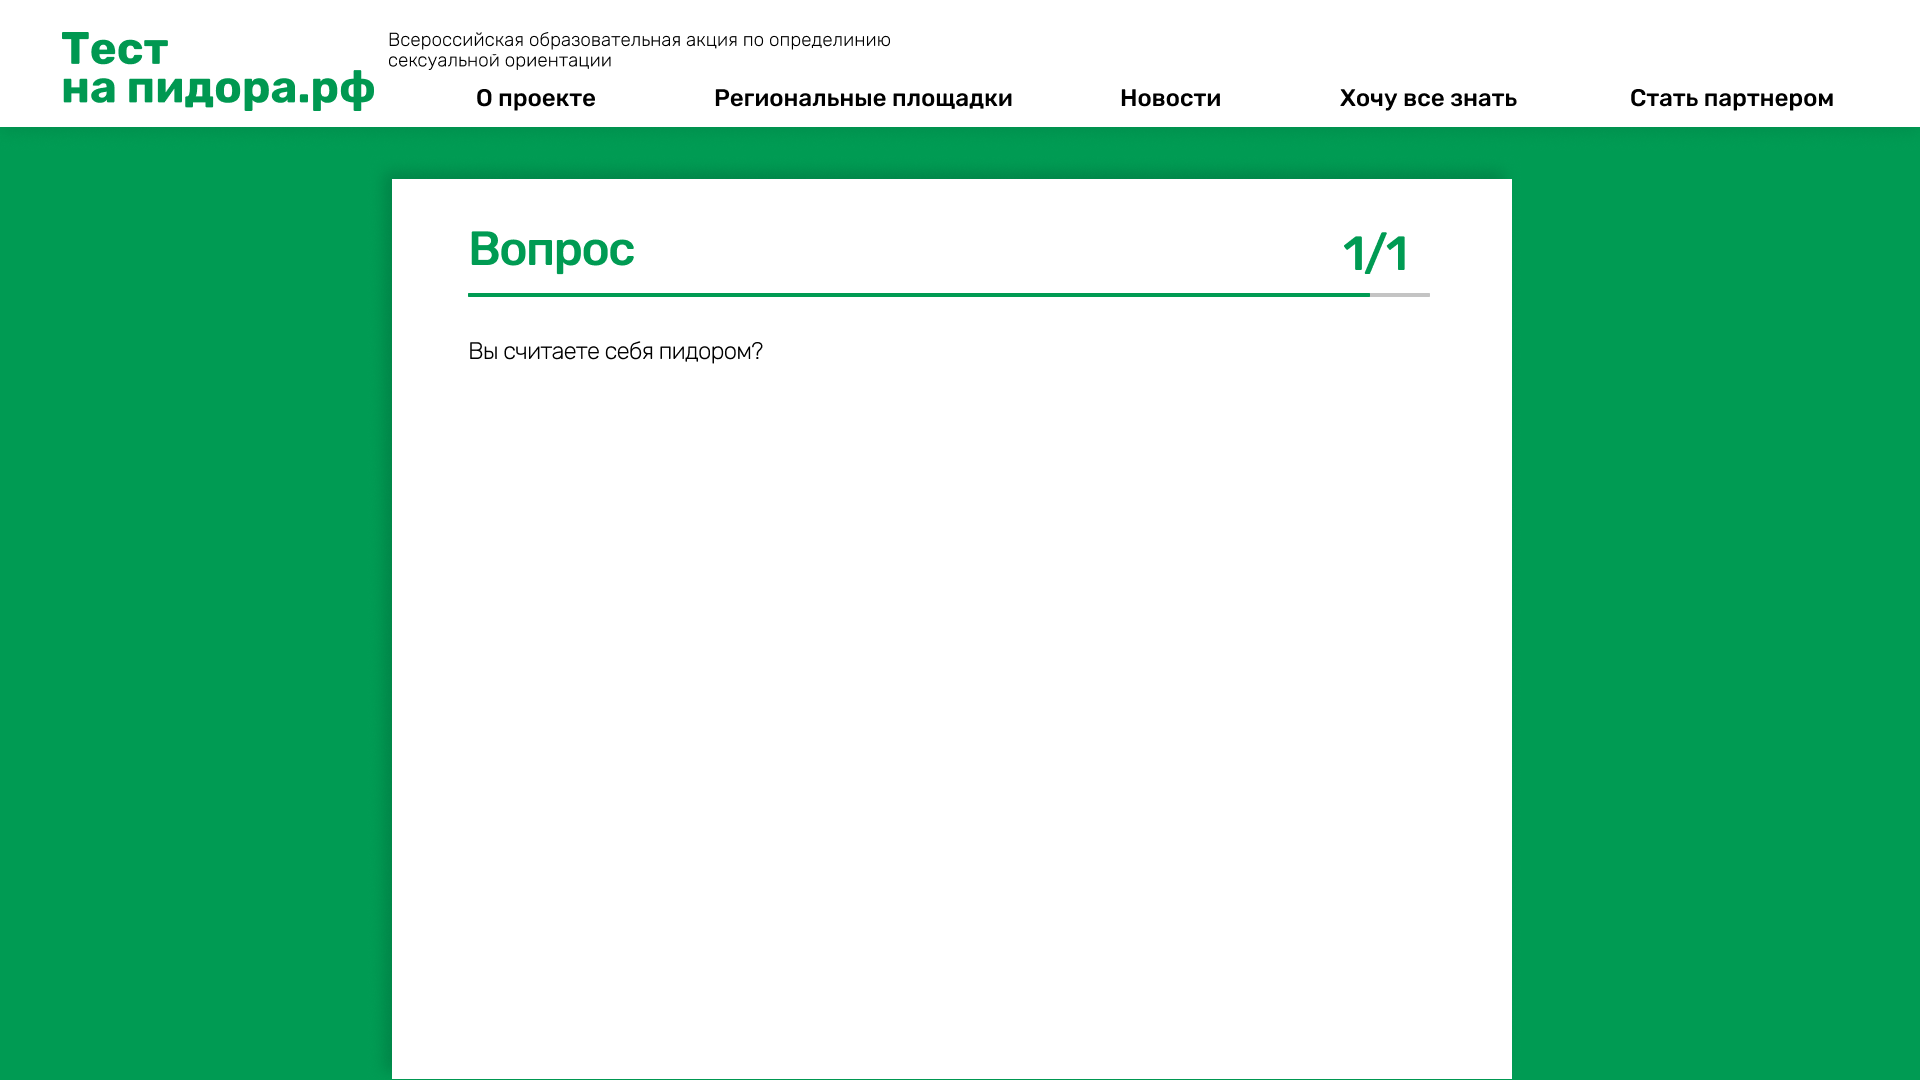 Тест
на пидора.рф
Всероссийская образовательная акция по определинию
сексуальной ориентации
О проекте
Региональные площадки
Новости
Хочу все знать
Стать партнером
Вопрос
1/1
Вы считаете себя пидором?